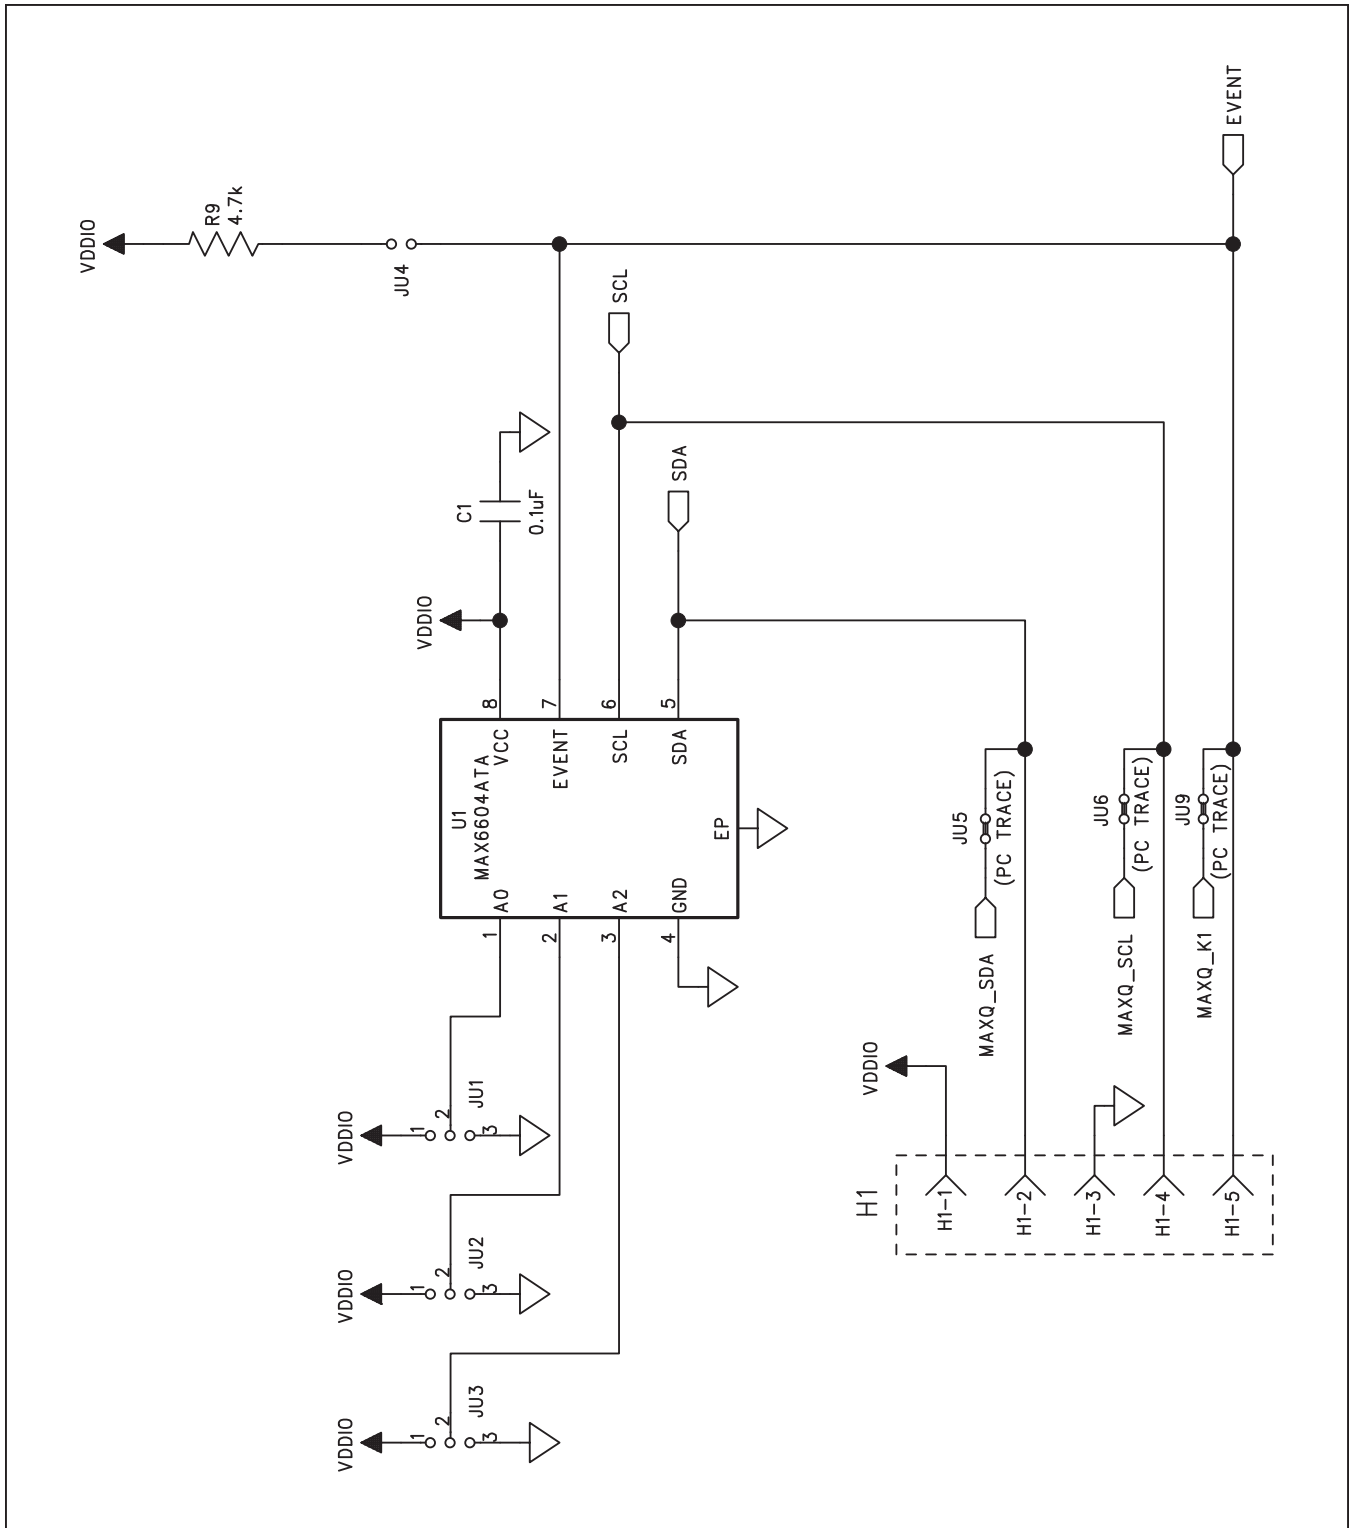 VDDIO
JU3
1
2
3
VDDIO
JU2
1
2
3
VDDIO
JU1
1
2
3
U1
MAX6604ATA
1
A0
2
A1
3
A2
4
GND
VCC
8
EVENT
7
SCL
6
SDA
5
EP
VDDIO
C1
0.1uF
SCL
SDA
VDDIO
R9
4.7k
JU4
EVENT
H1
H1-1
H1-2
H1-3
H1-4
H1-5
VDDIO
MAXQ_SDA
JU5
(PC TRACE)
MAXQ_SCL
JU6
(PC TRACE)
MAXQ_K1
JU9
(PC TRACE)